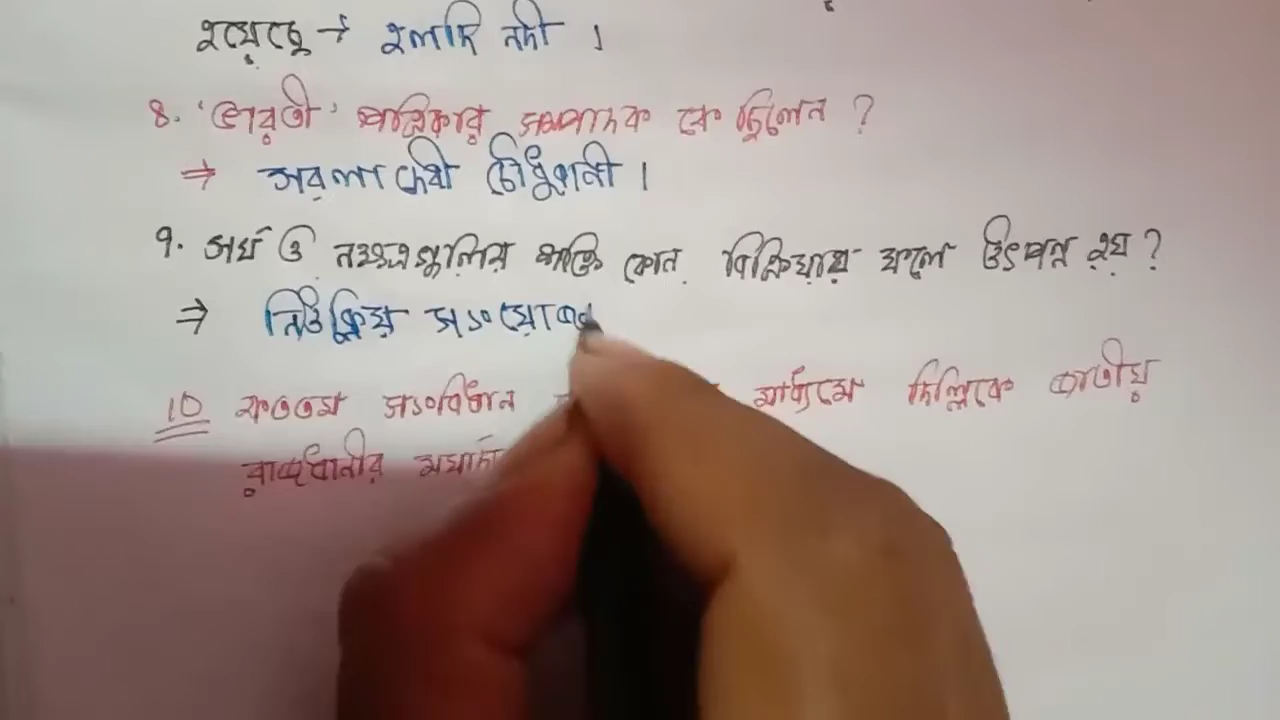 হয়েছে → হলদি নদী ।
8. 'ভারতী' পত্রিকার সম্পাদক কে ছিলেন ?
⇒ সরলা দেবী চৌধুরানী ।
9. সূর্য ও নক্ষত্রগুলির শক্তি কোন বিক্রিয়ার ফলে উৎপন্ন হয় ?
⇒ নিউক্লিয় সংযোজ
10 কততম সংবিধান মাধ্যমে দিল্লিকে জাতীয়
রাজধানীর মর্যাদা